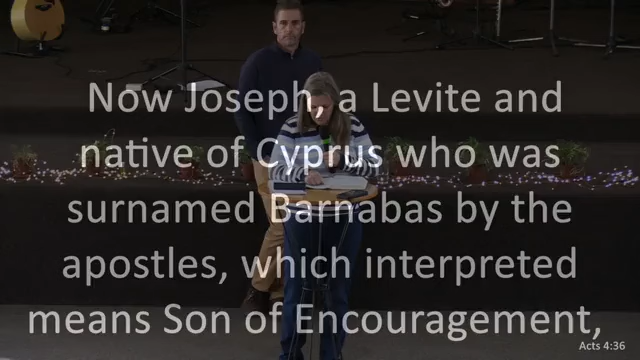 Now Joseph, a Levite and
native of Cyprus who was
surnamed Barnabas by the
apostles, which interpreted
means Son of Encouragement,
Acts 4:36